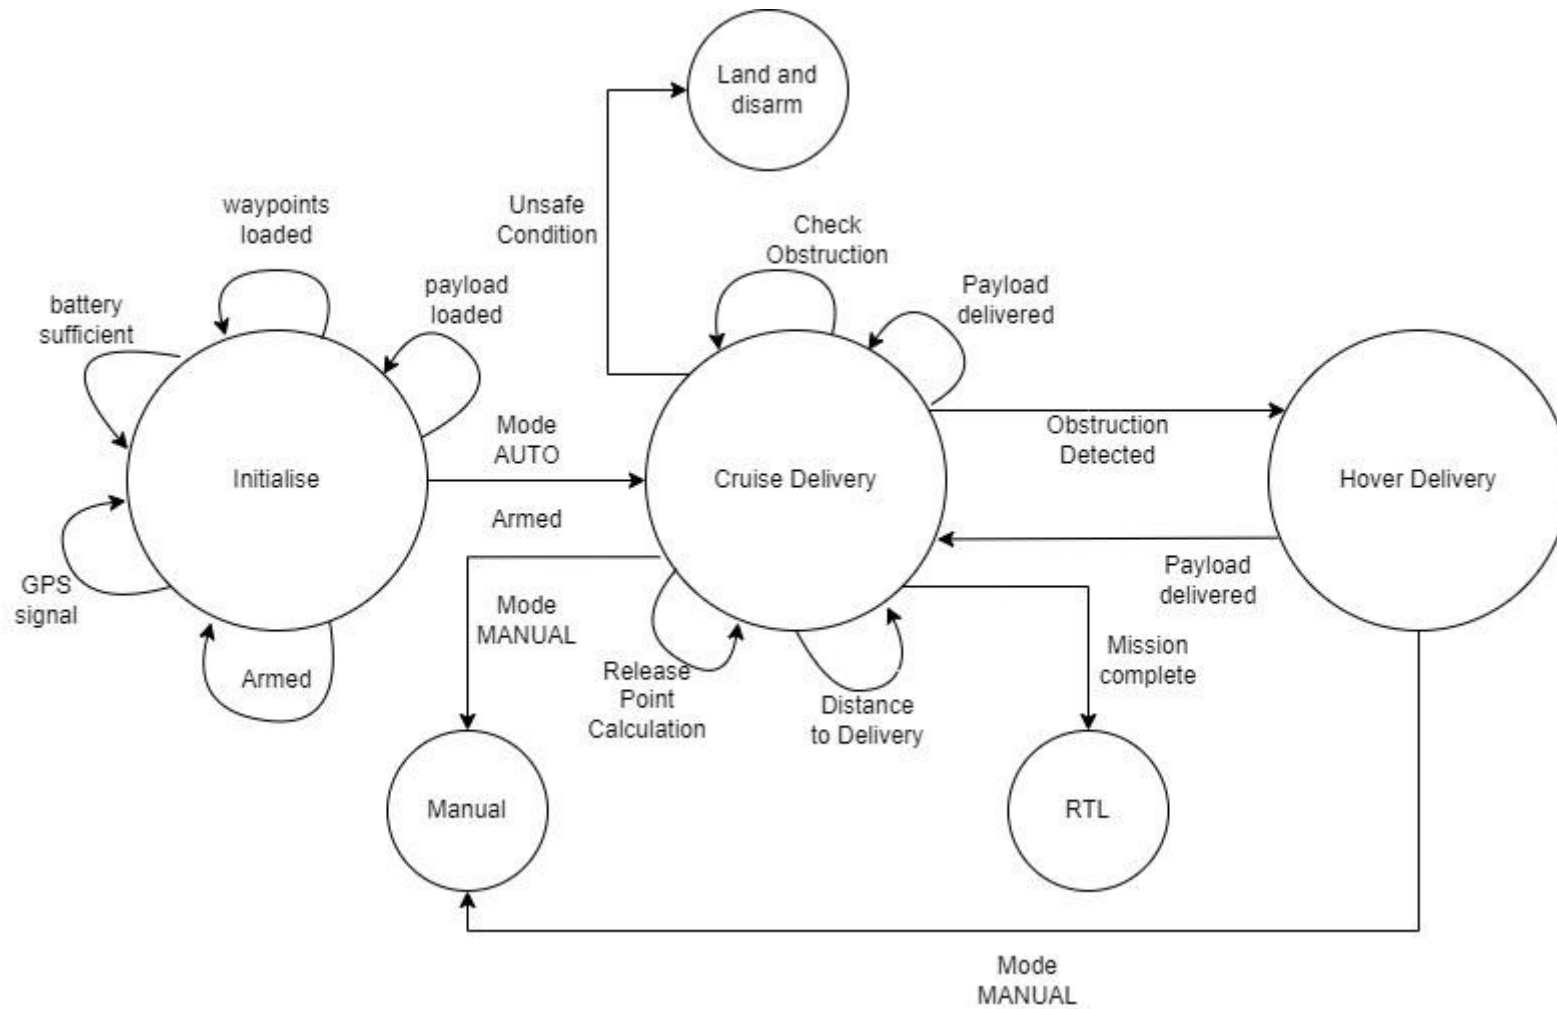 Land and
disarm
Unsafe
Condition
waypoints
loaded
Check
Obstruction
payload
loaded
Payload
delivered
battery
sufficient
Mode
AUTO
Obstruction
Detected
Initialise
Cruise Delivery
Hover Delivery
Armed
GPS
signal
Mode
MANUAL
Payload
delivered
Armed
Release
Point
Calculation
Mission
complete
Distance
to Delivery
Manual
RTL
Mode
MANUAL